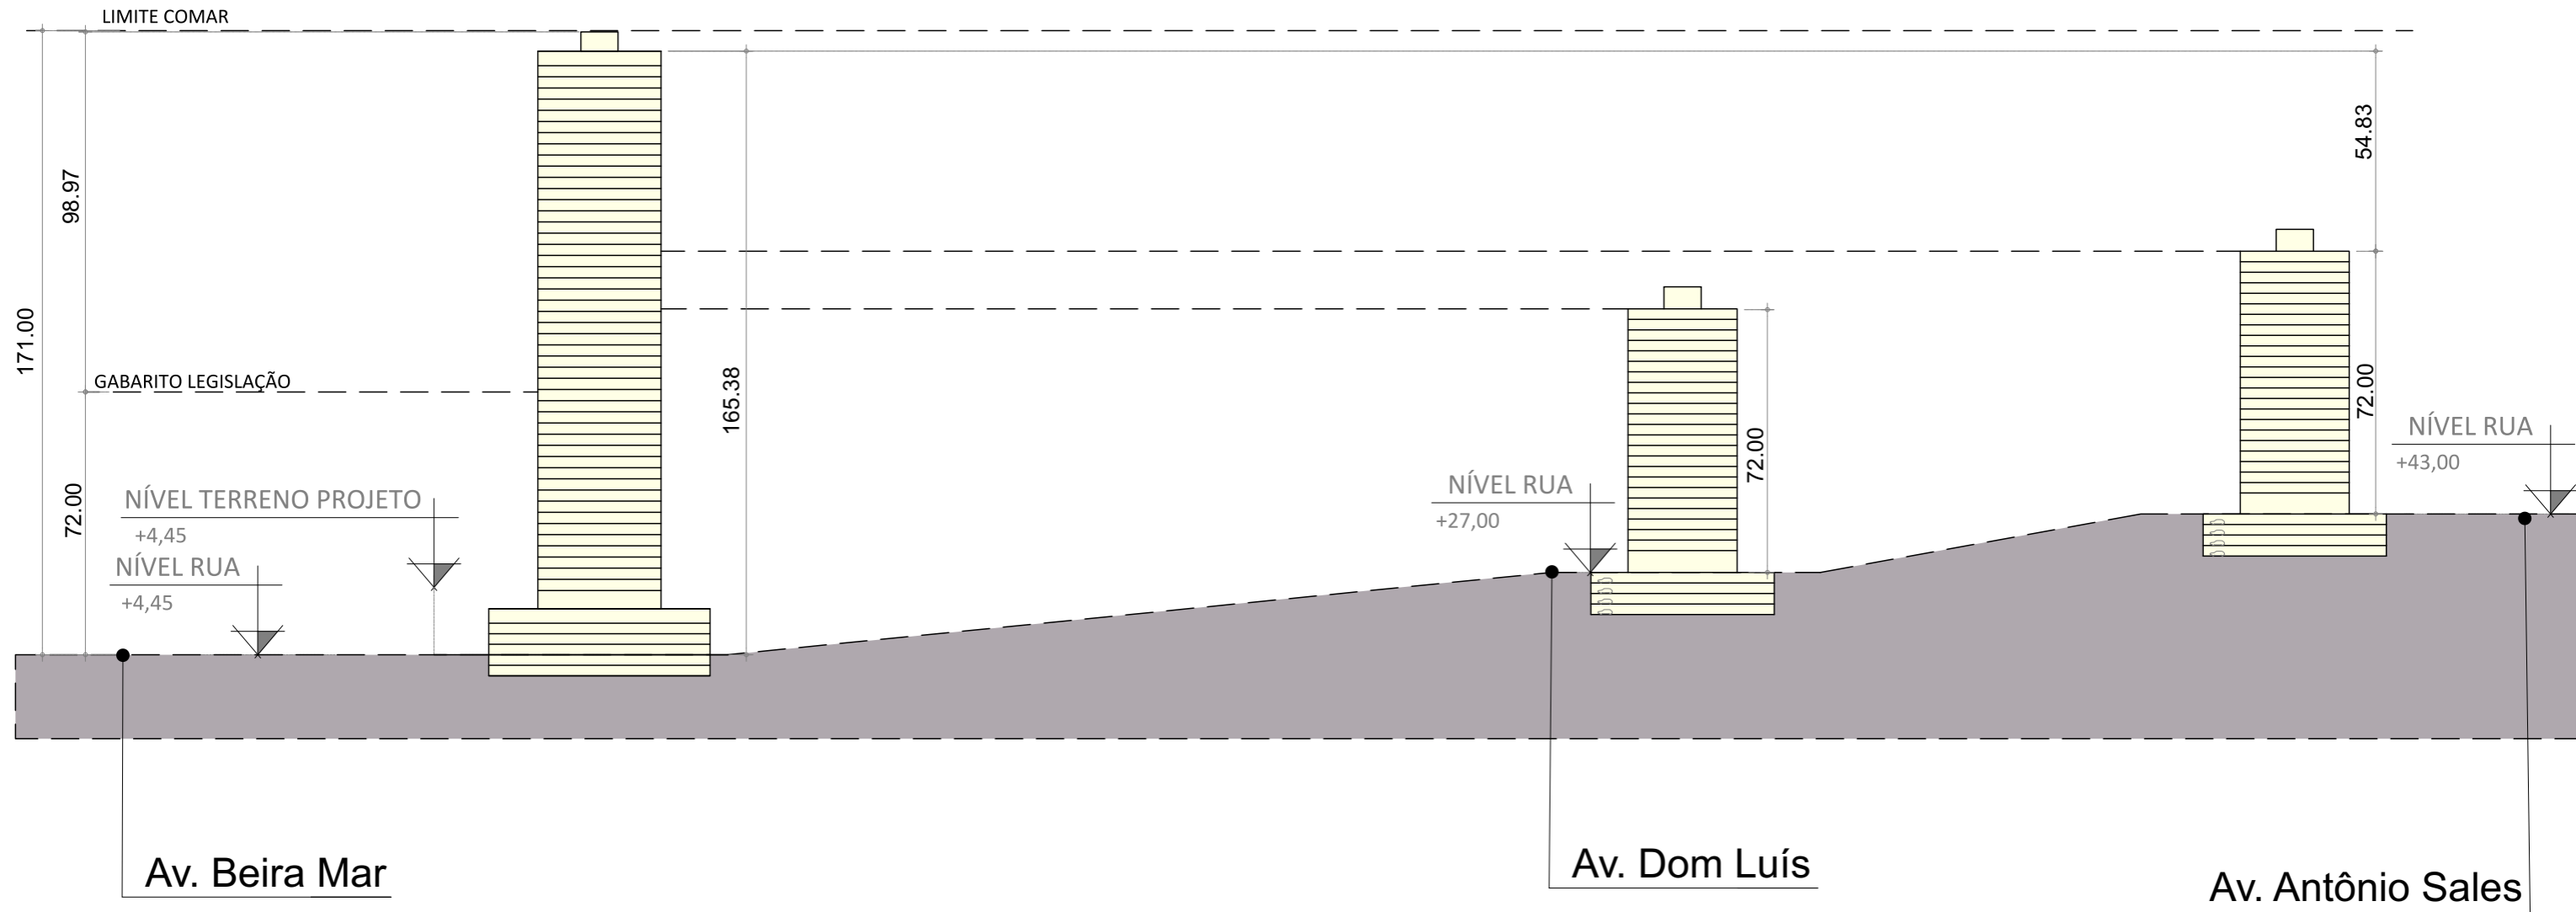 LIMITE COMAR
54.83
98.97
171.00
165.38
GABARITO LEGISLAÇÃO
72.00
NÍVEL RUA
+43,00
72.00
NÍVEL RUA
+27,00
72.00
NÍVEL TERRENO PROJETO
+4,45
NÍVEL RUA
+4,45
Av. Beira Mar
Av. Dom Luís
Av. Antônio Sales